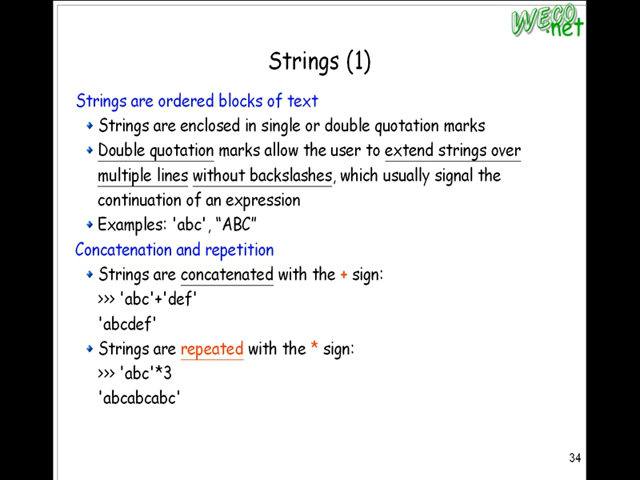 WECO
.net
Strings (1)
Strings are ordered blocks of text
Strings are enclosed in single or double quotation marks
Double quotation marks allow the user to extend strings over
multiple lines without backslashes, which usually signal the
continuation of an expression
Examples: 'abc', “ABC”
Concatenation and repetition
Strings are concatenated with the + sign:
>>> 'abc'+'def'
'abcdef'
Strings are repeated with the * sign:
>>> 'abc'*3
'abcabcabc'
34